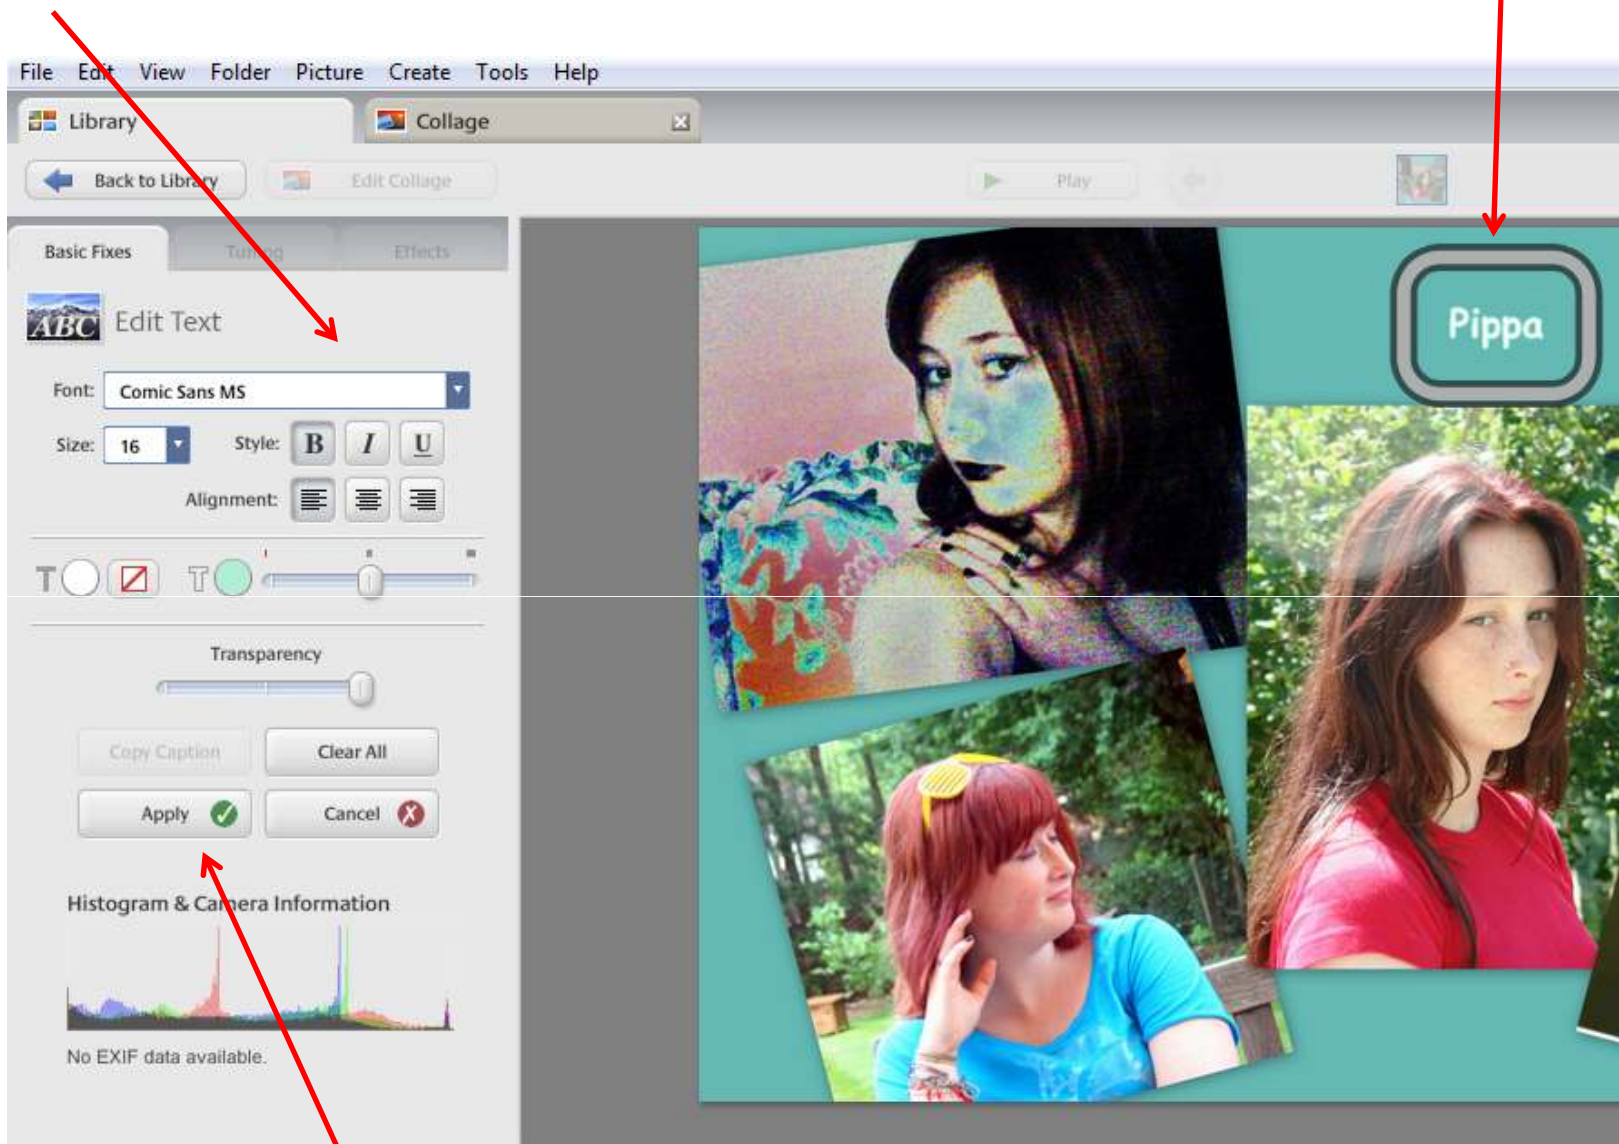 File Edit View Folder Picture Create Tools Help
Library Collage
Back to Library Edit Collage Play
Basic Fixes Tuning Effects
ABC Edit Text
Font: Comic Sans MS
Size: 16 Style: B I U
Alignment:
T T
Transparency
Copy Caption Clear All
Apply Cancel
Histogram & Camera Information
No EXIF data available.
Pippa